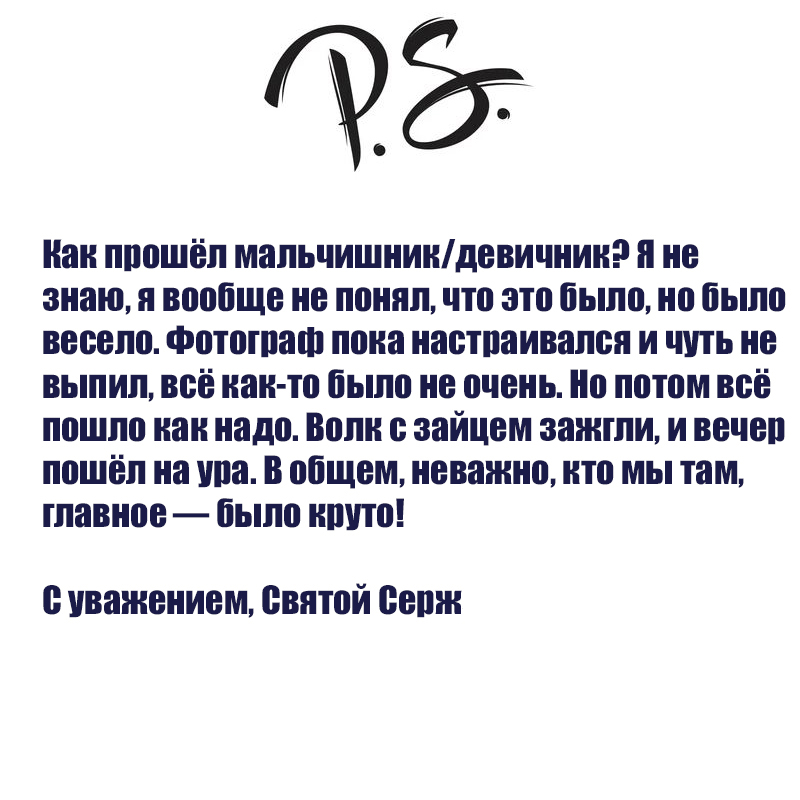 P.S.
Как прошёл мальчишник/девичник? Я не
знаю, я вообще не понял, что это было, но было
весело. Фотограф пока настраивался и чуть не
выпил, всё как-то было не очень. Но потом всё
пошло как надо. Волк с зайцем зажгли, и вечер
пошёл на ура. В общем, неважно, кто мы там,
главное — было круто!
С уважением, Святой Серж